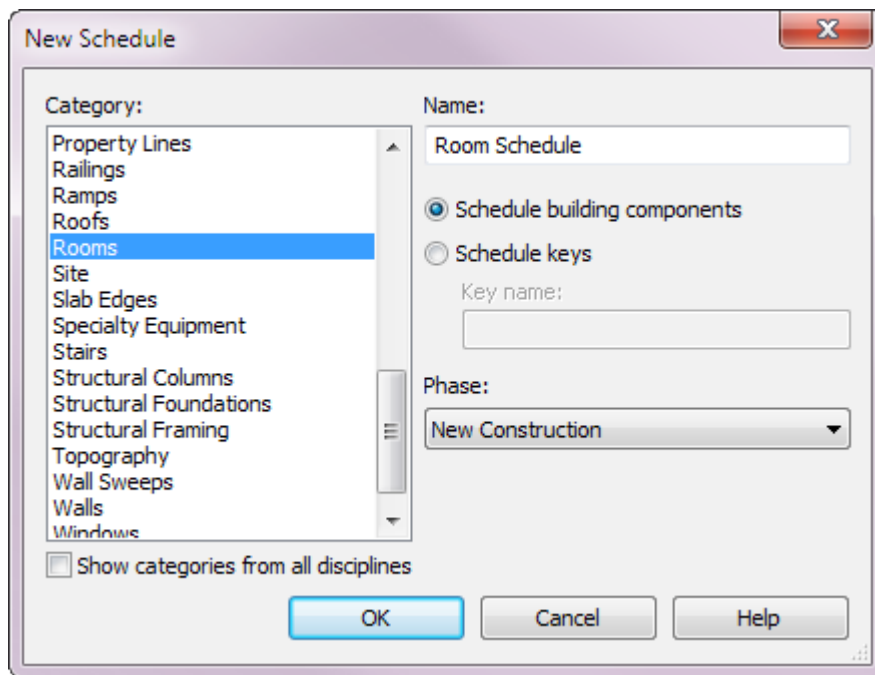 New Schedule
Category:
Property Lines
Railings
Ramps
Roofs
Rooms
Site
Slab Edges
Specialty Equipment
Stairs
Structural Columns
Structural Foundations
Structural Framing
Topography
Wall Sweeps
Walls
Windows
Show categories from all disciplines
Name:
Room Schedule
Schedule building components
Schedule keys
Key name:
Phase:
New Construction
OK
Cancel
Help